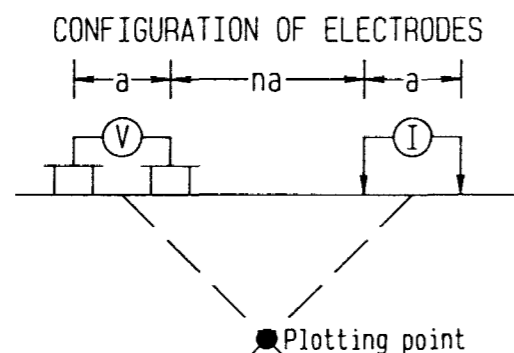 CONFIGURATION OF ELECTRODES
a na a
V I
Plotting point